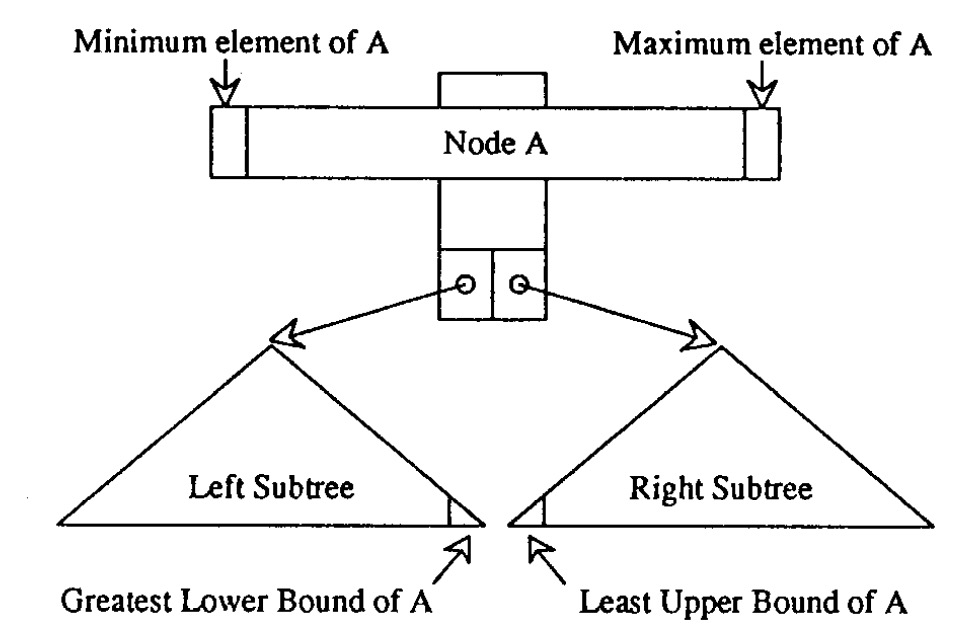 Minimum element of A
Maximum element of A
Node A
Left Subtree
Right Subtree
Greatest Lower Bound of A
Least Upper Bound of A